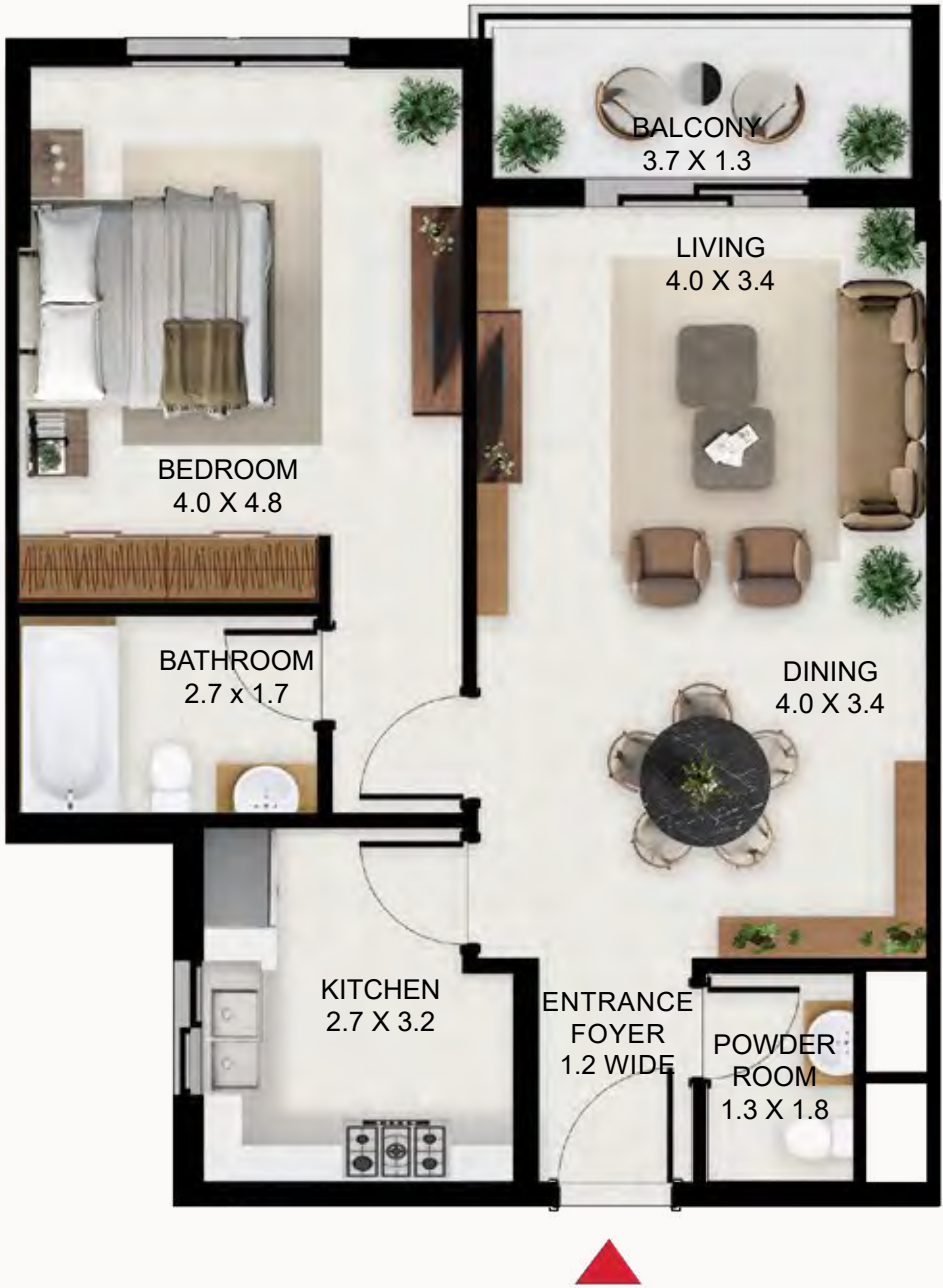 BALCONY
3.7 X 1.3
LIVING
4.0 X 3.4
BEDROOM
4.0 X 4.8
BATHROOM
2.7 x 1.7
DINING
4.0 X 3.4
KITCHEN
2.7 X 3.2
ENTRANCE
FOYER
1.2 WIDE
POWDER
ROOM
1.3 X 1.8